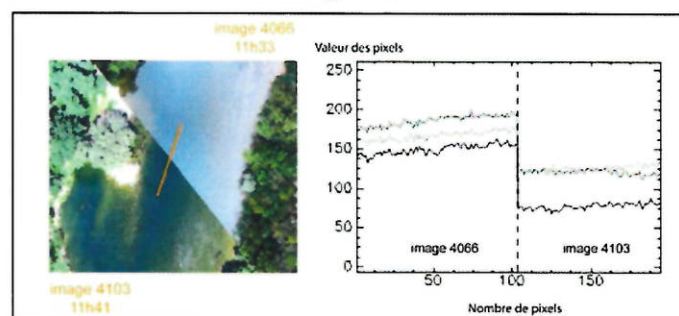 image 4066
11h33
image 4103
11h41
Valeur des pixels
250
200
150
100
50
0
image 4066
image 4103
50
100
150
Nombre de pixels